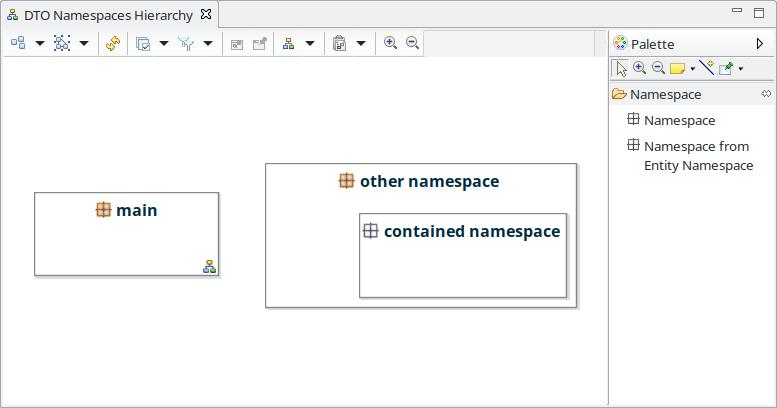 DTO Namespaces Hierarchy
Palette
Namespace
Namespace
Namespace from
Entity Namespace
main
other namespace
contained namespace